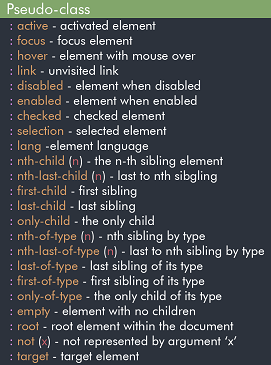 Pseudo-class
: active - activated element
: focus - focus element
: hover - element with mouse over
: link - unvisited link
: disabled - element when disabled
: enabled - element when enabled
: checked - checked element
: selection - selected element
: lang -element language
: nth-child (n) - the n-th sibling element
: nth-last-child (n) - last to nth sibgling
: first-child - first sibling
: last-child - last sibling
: only-child - the only child
: nth-of-type (n) - nth sibling by type
: nth-last-of-type (n) - last to nth sibling by type
: last-of-type - last sibling of its type
: first-of-type - first sibling of its type
: only-of-type - the only child of its type
: empty - element with no children
: root - root element within the document
: not (x) - not represented by argument ‘x’
: target - target element